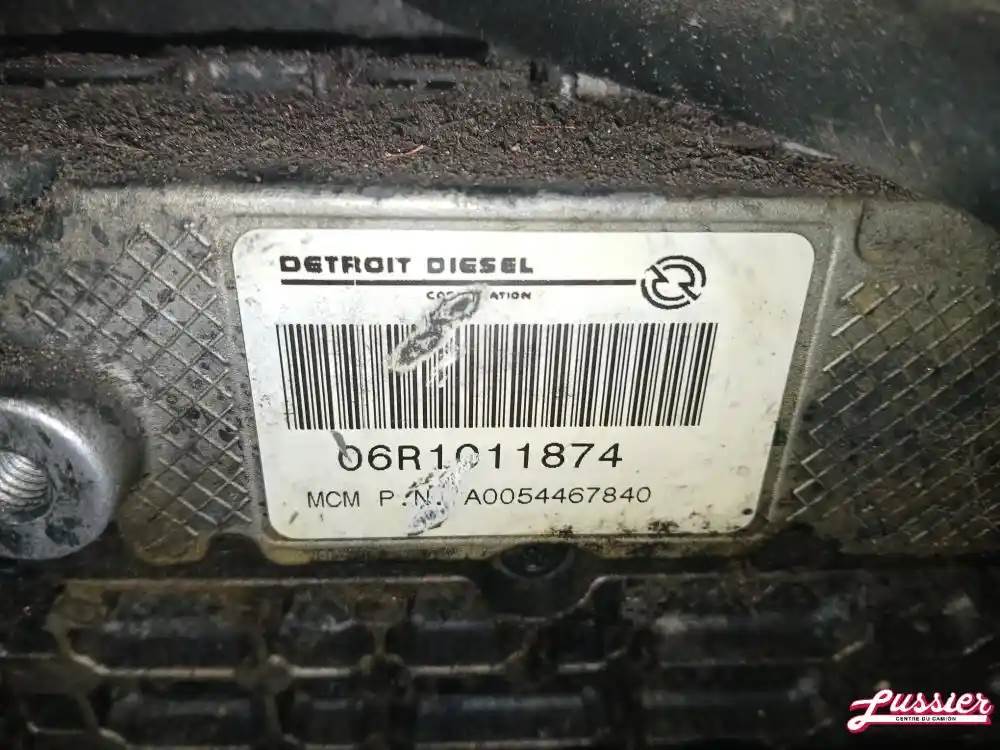 DETROIT DIESEL
06R1011874
MCM P.N. A0054467840
Lussier
CENTRE DU CAMION